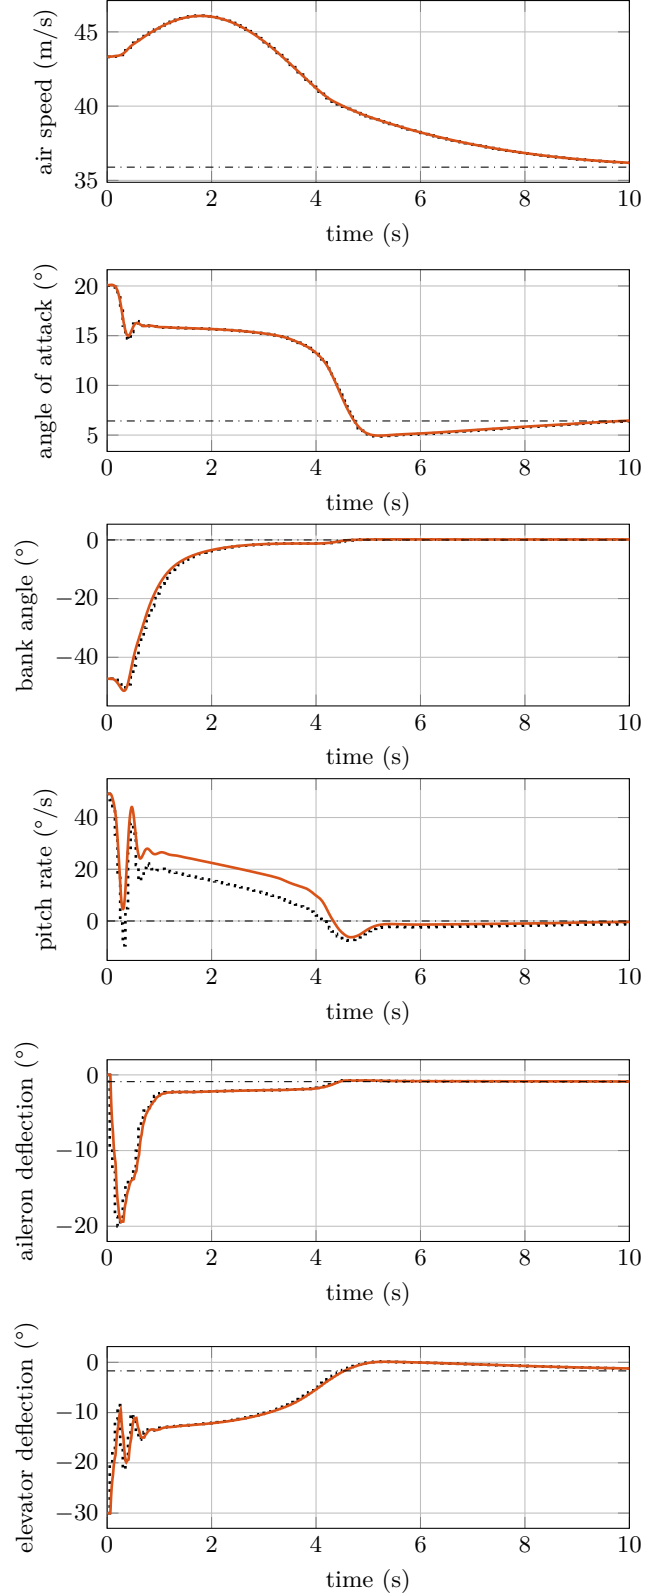 air speed (m/s)
45
40
35
0 2 4 6 8 10
time (s)
angle of attack (°)
20
15
10
5
0 2 4 6 8 10
time (s)
bank angle (°)
0
−20
−40
0 2 4 6 8 10
time (s)
pitch rate (°/s)
40
20
0
0 2 4 6 8 10
time (s)
aileron deflection (°)
0
−10
−20
0 2 4 6 8 10
time (s)
elevator deflection (°)
0
−10
−20
−30
0 2 4 6 8 10
time (s)